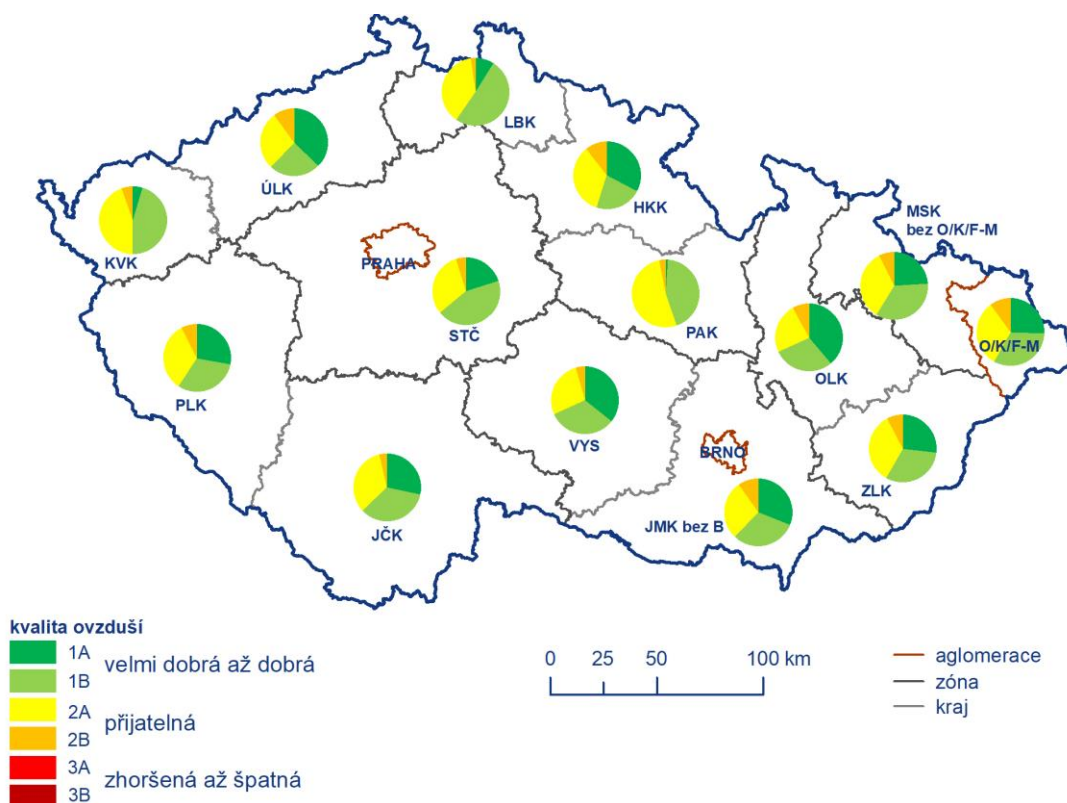 LBK
ÚLK
HKK
KVK
MSK
bez O/K/F-M
PRAHA
STČ
PAK
O/K/F-M
OLK
PLK
VYS
BRNO
ZLK
JČK
JMK bez B
kvalita ovzduší
1A
velmi dobrá až dobrá
1B
2A
přijatelná
2B
3A
zhoršená až špatná
3B
0 25 50 100 km
aglomerace
zóna
kraj